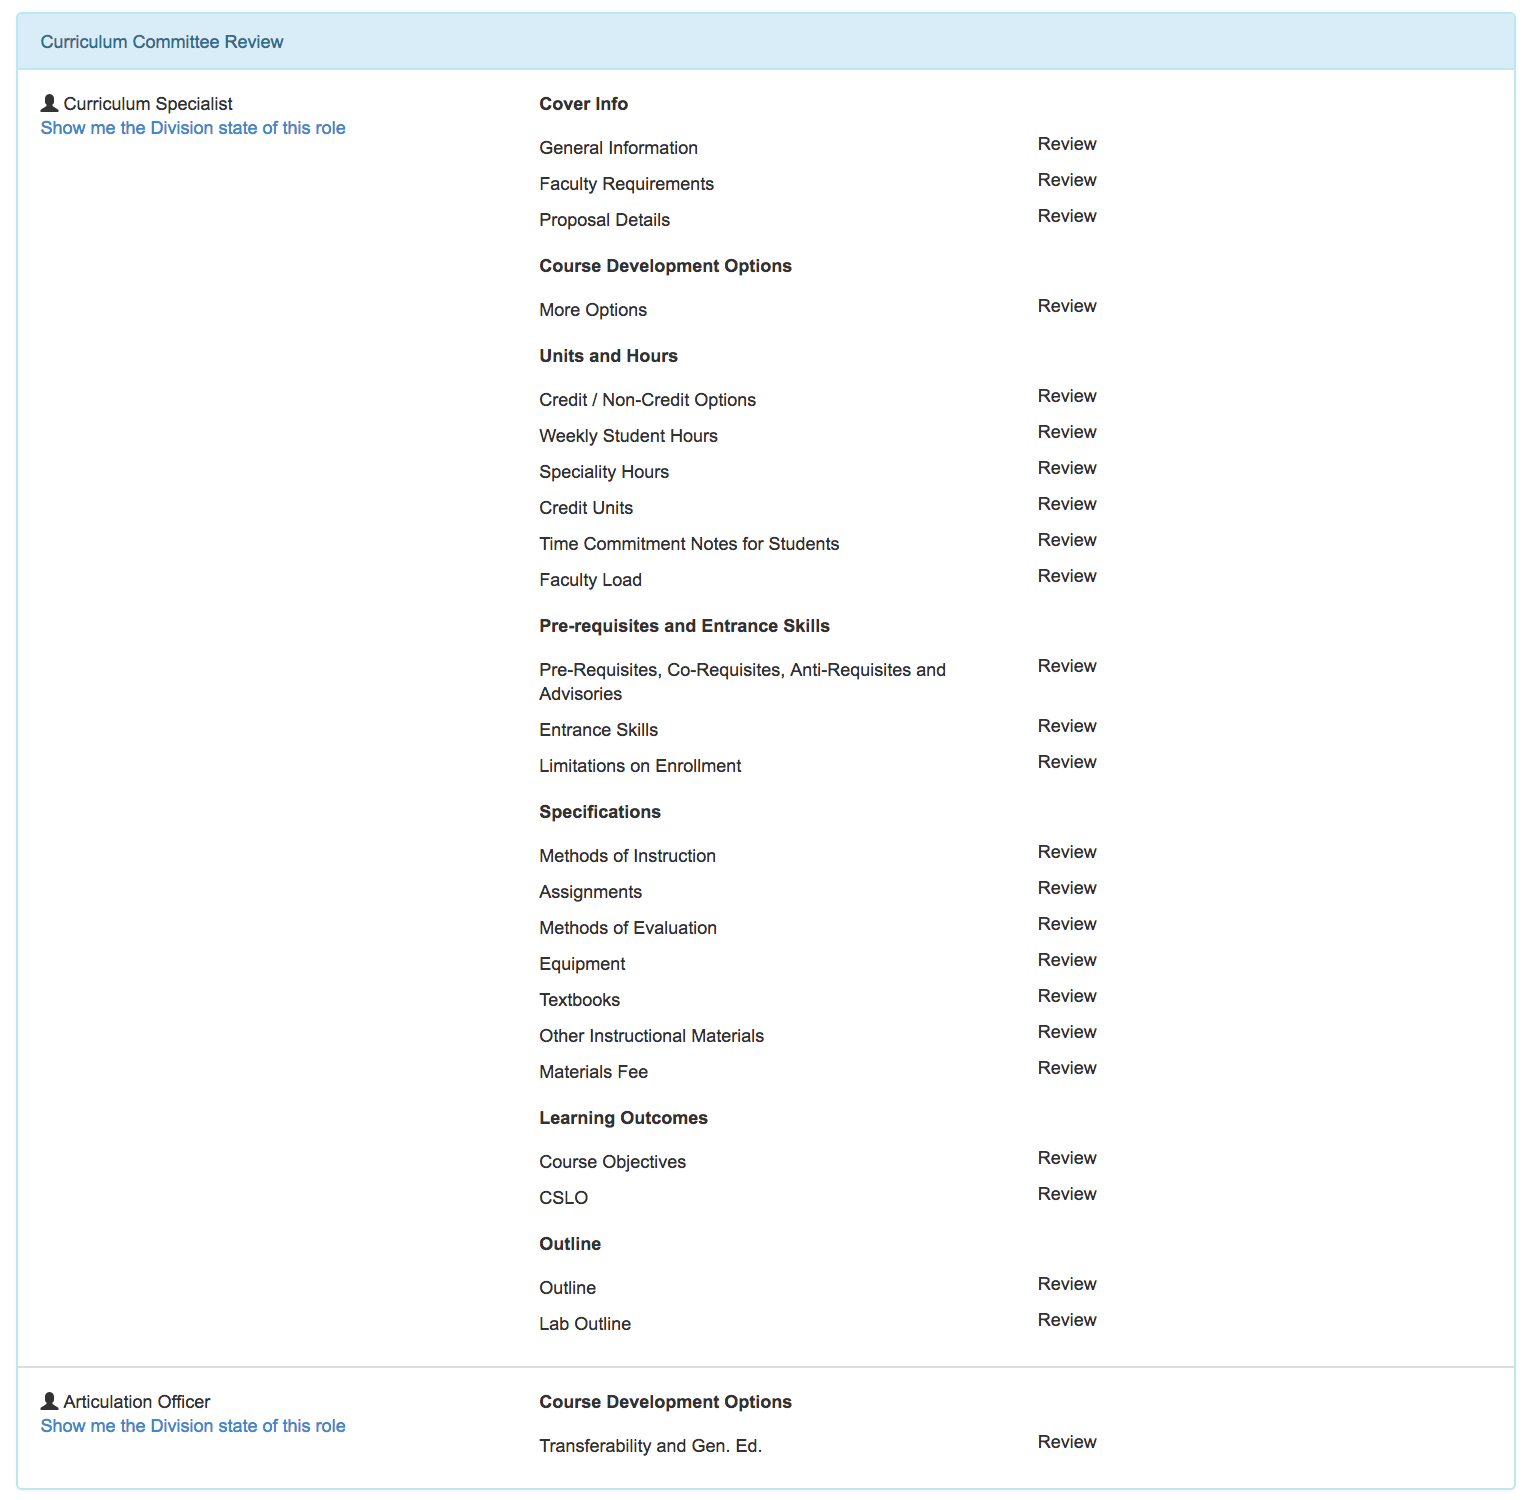 Curriculum Committee Review
Curriculum Specialist
Show me the Division state of this role
Cover Info
General Information Review
Faculty Requirements Review
Proposal Details Review
Course Development Options
More Options Review
Units and Hours
Credit / Non-Credit Options Review
Weekly Student Hours Review
Speciality Hours Review
Credit Units Review
Time Commitment Notes for Students Review
Faculty Load Review
Pre-requisites and Entrance Skills
Pre-Requisites, Co-Requisites, Anti-Requisites and Review
Advisories
Entrance Skills Review
Limitations on Enrollment Review
Specifications
Methods of Instruction Review
Assignments Review
Methods of Evaluation Review
Equipment Review
Textbooks Review
Other Instructional Materials Review
Materials Fee Review
Learning Outcomes
Course Objectives Review
CSLO Review
Outline
Outline Review
Lab Outline Review
Articulation Officer
Show me the Division state of this role
Course Development Options
Transferability and Gen. Ed. Review